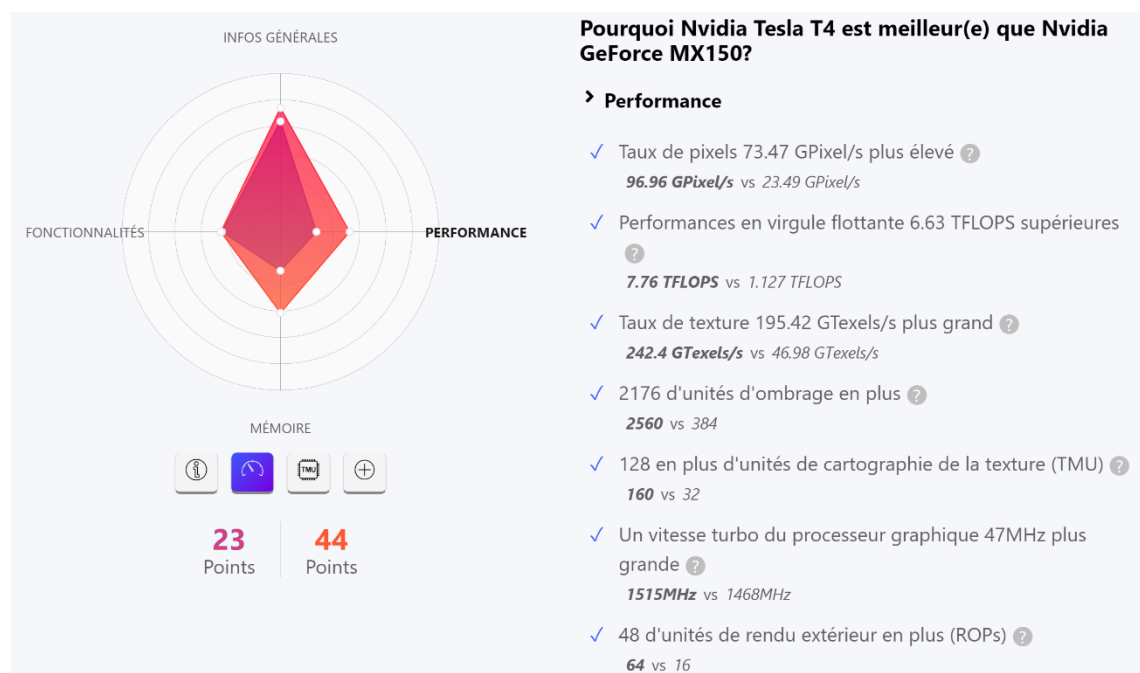 INFOS GÉNÉRALES
FONCTIONNALITÉS
PERFORMANCE
MÉMOIRE
TMU
23
Points
44
Points
Pourquoi Nvidia Tesla T4 est meilleur(e) que Nvidia
GeForce MX150?
Performance
Taux de pixels 73.47 GPixel/s plus élevé ?
96.96 GPixel/s vs 23.49 GPixel/s
Performances en virgule flottante 6.63 TFLOPS supérieures
?
7.76 TFLOPS vs 1.127 TFLOPS
Taux de texture 195.42 GTexels/s plus grand ?
242.4 GTexels/s vs 46.98 GTexels/s
2176 d'unités d'ombrage en plus ?
2560 vs 384
128 en plus d'unités de cartographie de la texture (TMU) ?
160 vs 32
Un vitesse turbo du processeur graphique 47MHz plus
grande ?
1515MHz vs 1468MHz
48 d'unités de rendu extérieur en plus (ROPs) ?
64 vs 16